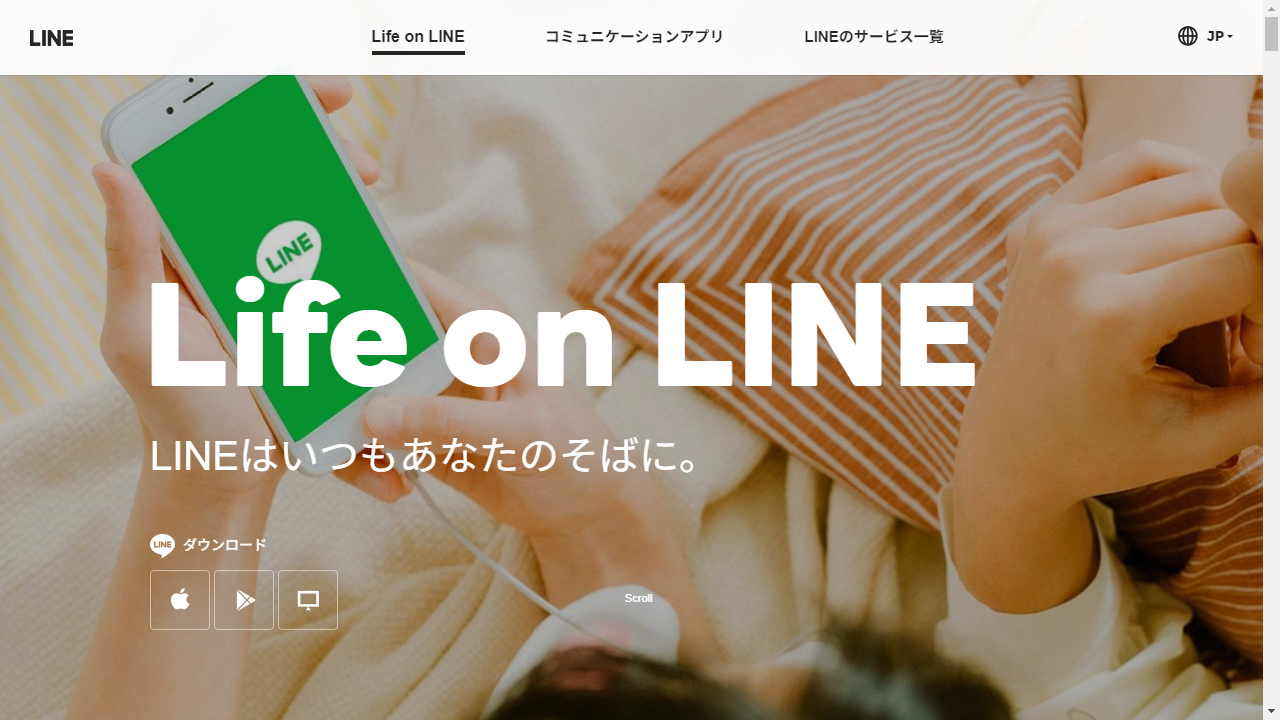 LINE
Life on LINE
コミュニケーションアプリ
LINEのサービス一覧
JP
LINE
Life on LINE
LINEはいつもあなたのそばに。
LINE
ダウンロード
Scroll